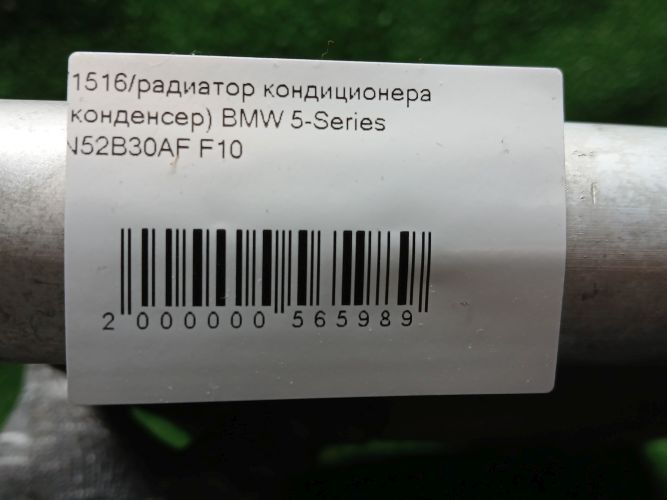 1516/радиатор кондиционера
конденсер) BMW 5-Series
N52B30AF F10
2 000000 565989